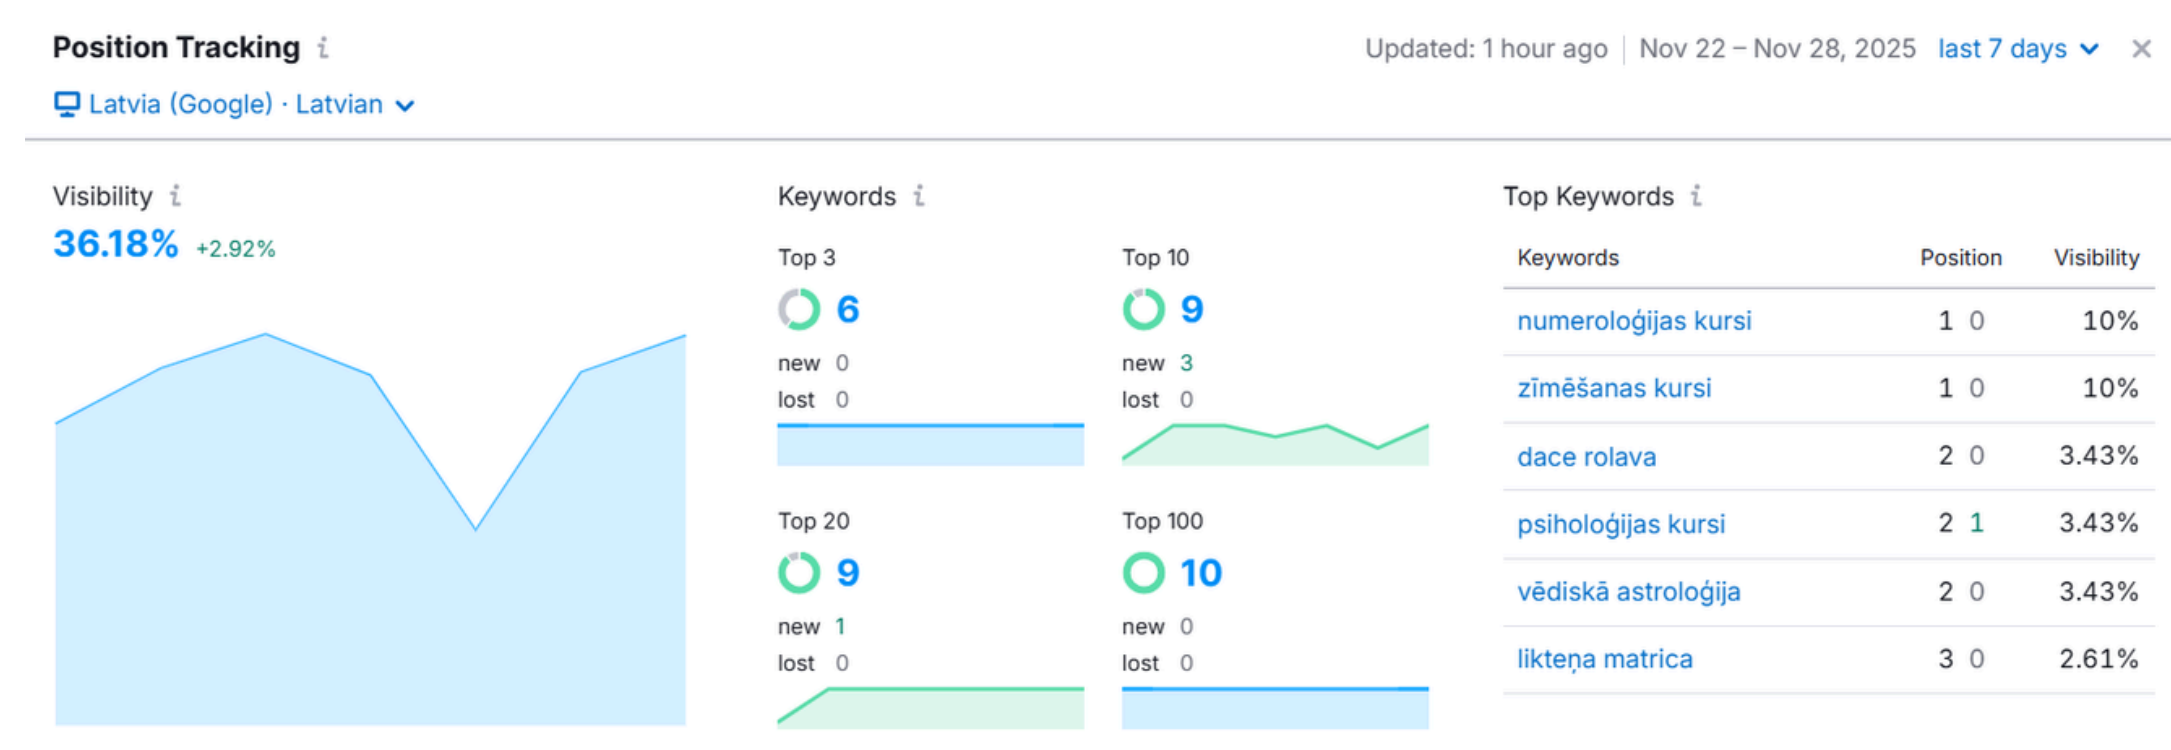 Position Tracking
Updated: 1 hour ago
Nov 22 – Nov 28, 2025
last 7 days
Latvia (Google) · Latvian
Visibility
36.18% +2.92%
Keywords
Top 3
6
new 0
lost 0
Top 10
9
new 3
lost 0
Top 20
9
new 1
lost 0
Top 100
10
new 0
lost 0
Top Keywords
Keywords Position Visibility
numeroloģijas kursi 1 0 10%
zīmēšanas kursi 1 0 10%
dace rolava 2 0 3.43%
psiholoģijas kursi 2 1 3.43%
vēdiskā astroloģija 2 0 3.43%
likteņa matrica 3 0 2.61%